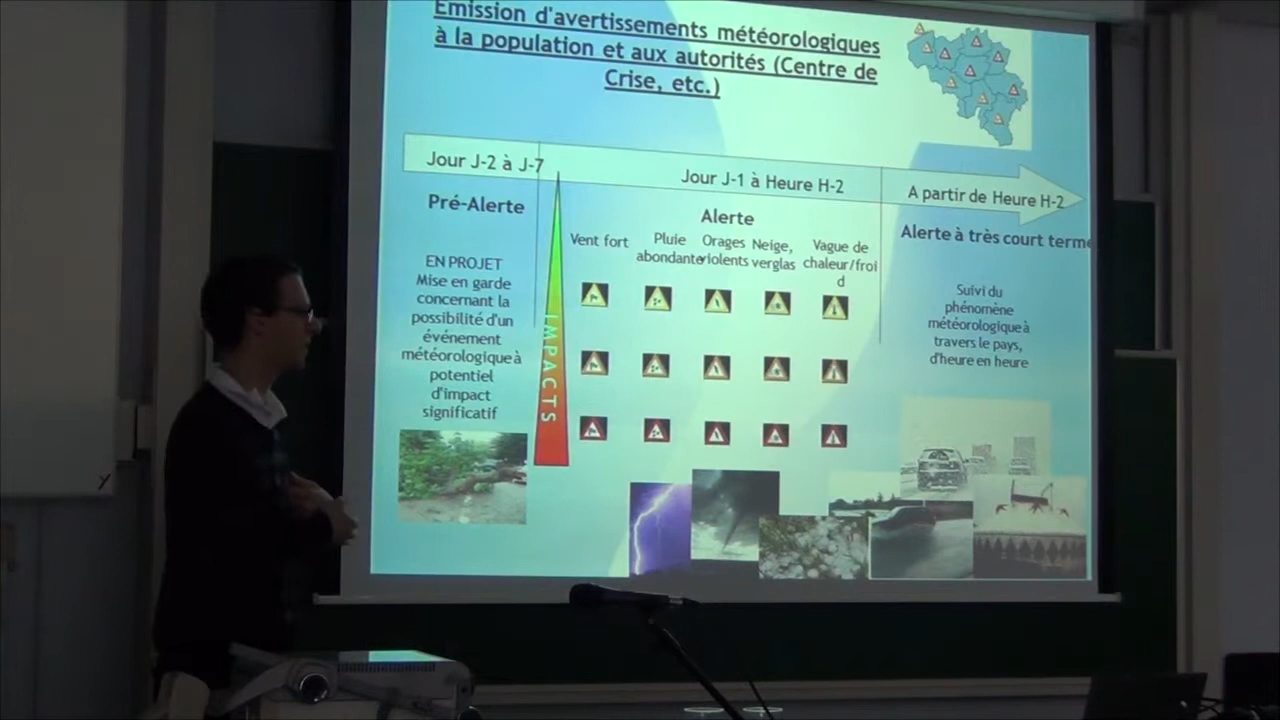 Emission d'avertissements météorologiques
à la population et aux autorités (Centre de
Crise, etc.)
Jour J-2 à J-7
Jour J-1 à Heure H-2
A partir de Heure H-2
Pré-Alerte
Alerte
Alerte à très court terme
Vent fort
Pluie
abondante
Orages
violents
Neige,
verglas
Vague de
chaleur/froi
d
EN PROJET
Mise en garde
concernant la
possibilité d'un
événement
météorologique à
potentiel
d'impact
significatif
IMPACTS
Suivi du
phénomène
météorologique à
travers le pays,
d'heure en heure